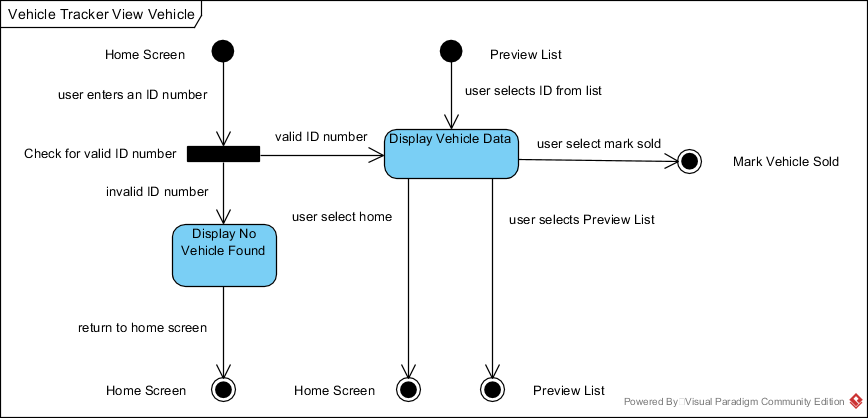 Vehicle Tracker View Vehicle
Home Screen
Preview List
user enters an ID number
user selects ID from list
Check for valid ID number
valid ID number
Display Vehicle Data
user select mark sold
Mark Vehicle Sold
invalid ID number
user select home
user selects Preview List
Display No
Vehicle Found
return to home screen
Home Screen
Home Screen
Preview List
Powered By Visual Paradigm Community Edition